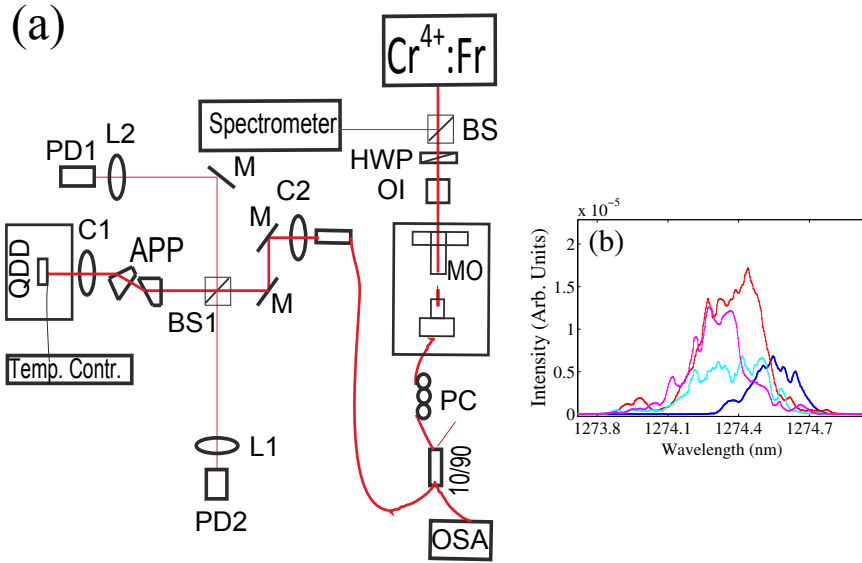 (a)
Cr4+:Fr
Spectrometer
BS
L2
PD1
M
HWP
OI
C2
M
C1
APP
QDD
MO
BS1
M
Temp. Contr.
PC
L1
10/90
PD2
OSA
x 10⁻⁵
(b)
2
1.5
1
0.5
0
Intensity (Arb. Units)
1273.8
1274.1
1274.4
1274.7
Wavelength (nm)